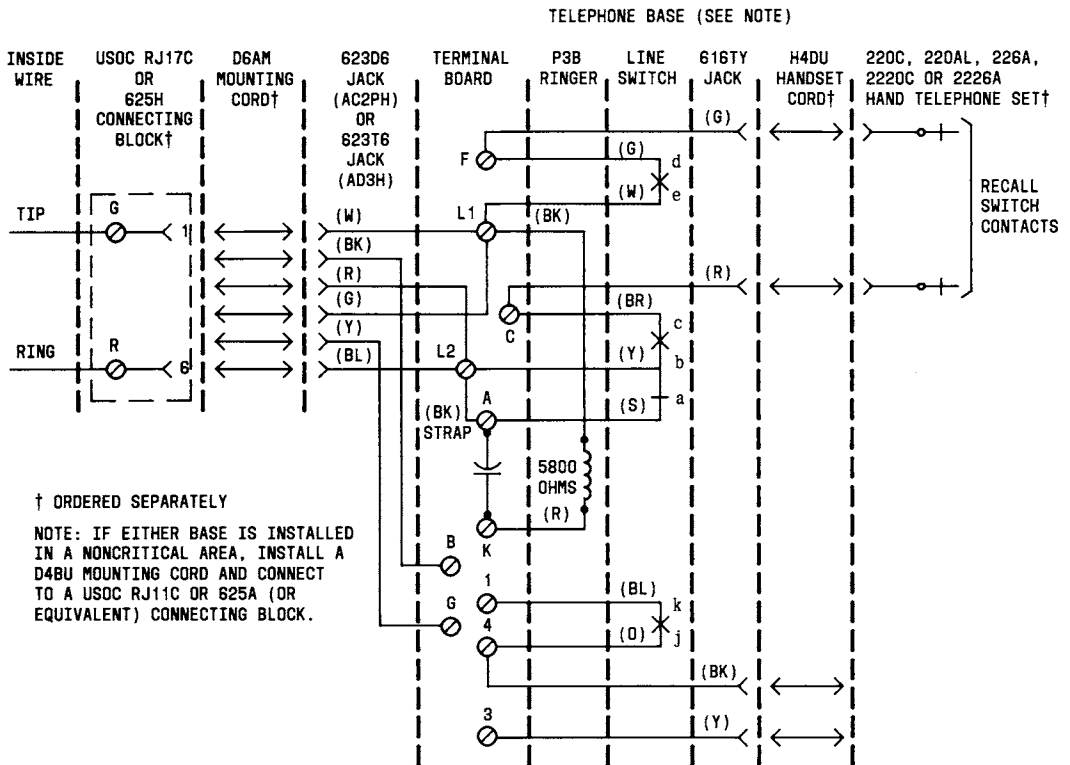 TELEPHONE BASE (SEE NOTE)
INSIDE
WIRE
USOC RJ17C
OR
625H
CONNECTING
BLOCK†
D6AM
MOUNTING
CORD†
623D6
JACK
(AC2PH)
OR
623T6
JACK
(AD3H)
TERMINAL
BOARD
P3B
RINGER
LINE
SWITCH
616TY
JACK
H4DU
HANDSET
CORD†
220C, 220AL, 226A,
2220C OR 2226A
HAND TELEPHONE SET†
(G)
F
(G)
d
e
(W)
RECALL
SWITCH
CONTACTS
TIP
G
1
(W)
L1
(BK)
(BK)
(R)
(R)
(G)
C
(BR)
c
(Y)
RING
R
6
(BL)
L2
(Y)
b
A
(S)
a
(BK)
STRAP
5800
OHMS
(R)
K
† ORDERED SEPARATELY
NOTE: IF EITHER BASE IS INSTALLED
IN A NONCRITICAL AREA, INSTALL A
D4BU MOUNTING CORD AND CONNECT
TO A USOC RJ11C OR 625A (OR
EQUIVALENT) CONNECTING BLOCK.
B
1
(BL)
k
G
4
(O)
j
(BK)
3
(Y)